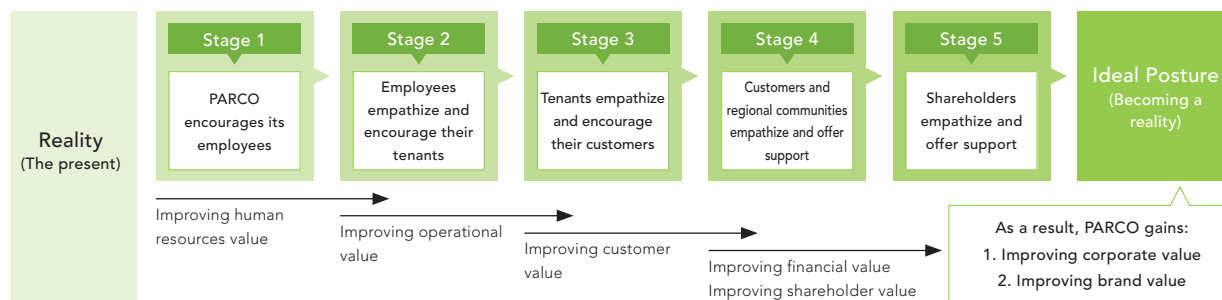 Reality
(The present)
Stage 1
PARCO
encourages its
employees
Stage 2
Employees
empathize and
encourage their
tenants
Stage 3
Tenants empathize
and encourage
their customers
Stage 4
Customers and
regional communities
empathize and offer
support
Stage 5
Shareholders
empathize and
offer support
Ideal Posture
(Becoming a
reality)
Improving human
resources value
Improving operational
value
Improving customer
value
Improving financial value
Improving shareholder value
As a result, PARCO gains:
1. Improving corporate value
2. Improving brand value